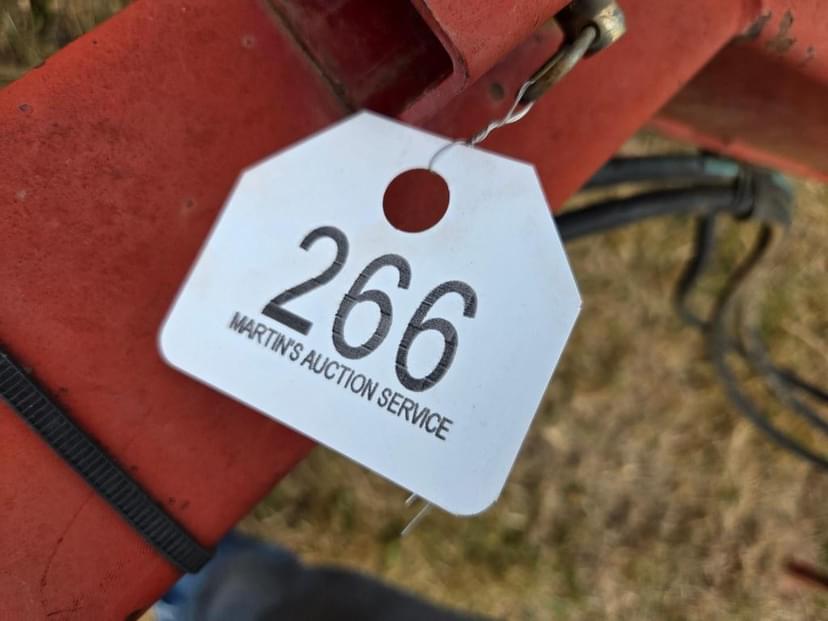 266
MARTIN'S AUCTION SERVICE